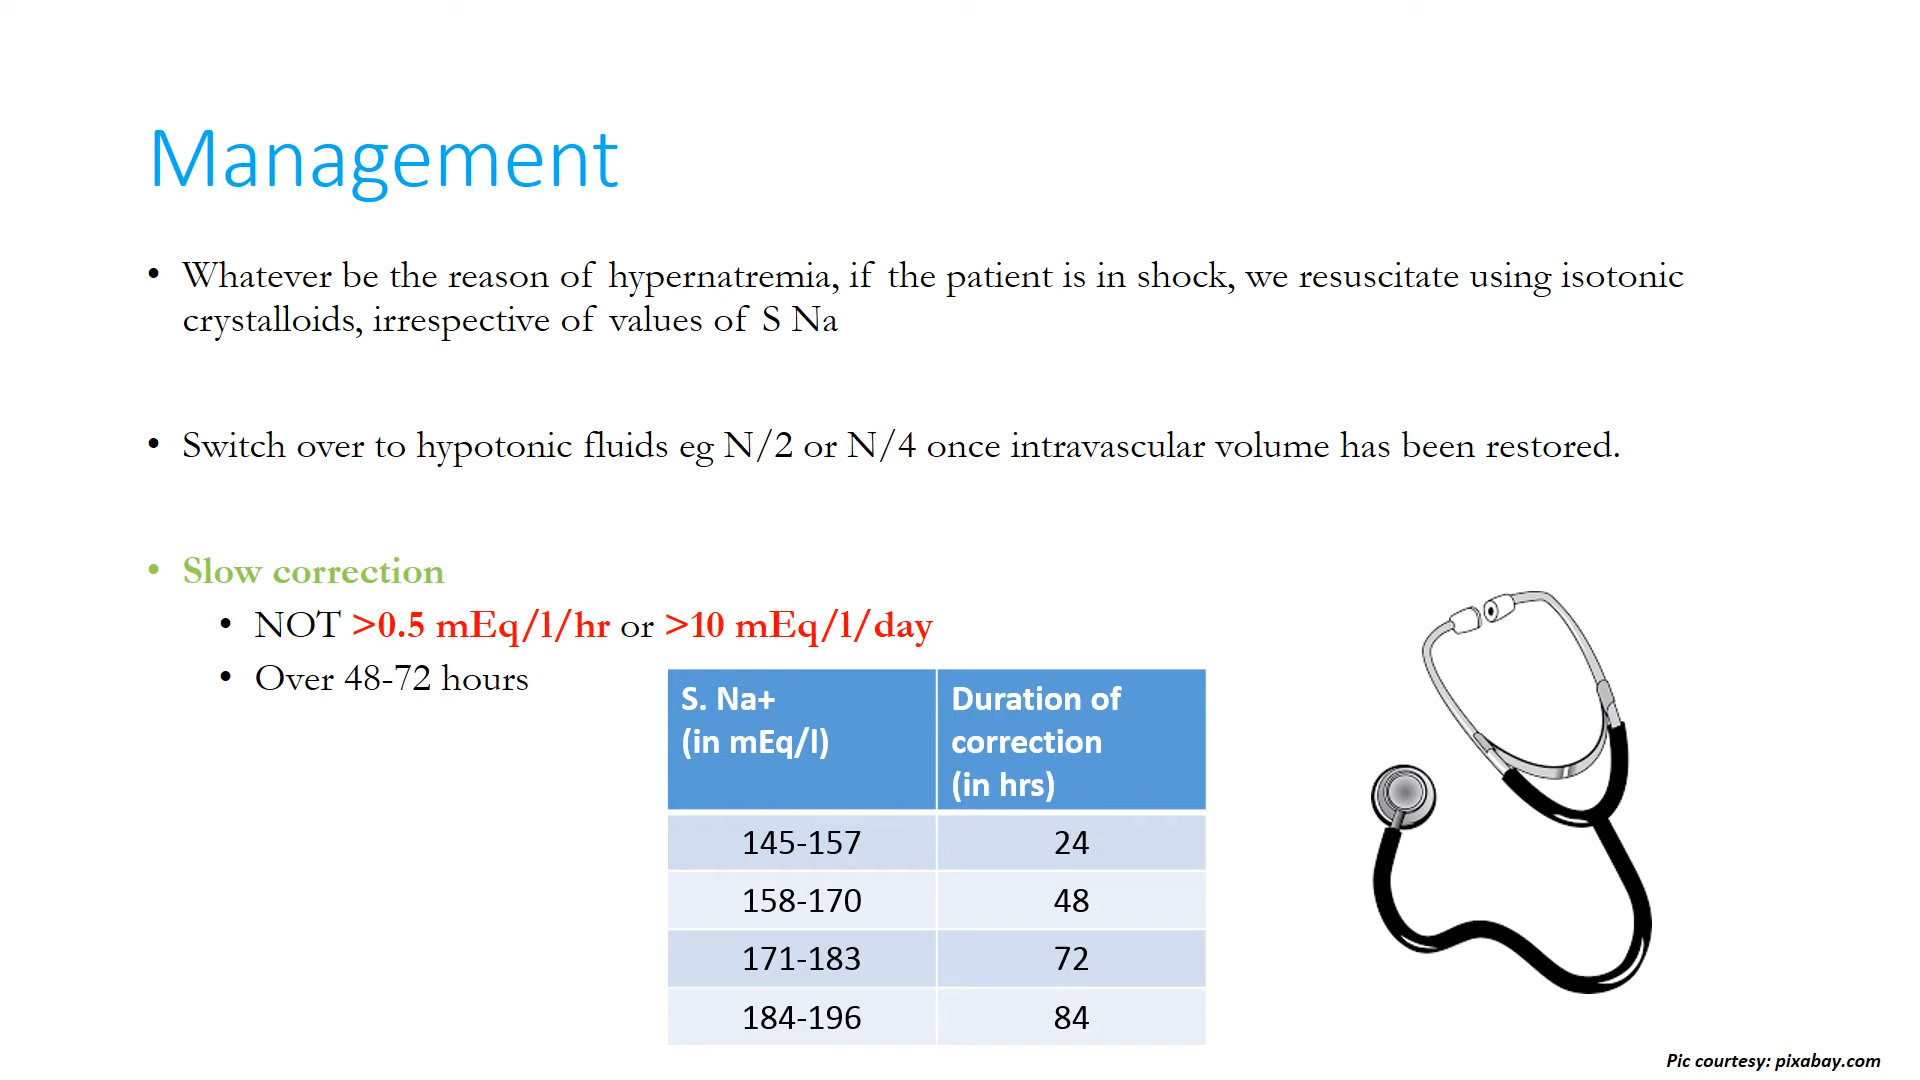 Management
• Whatever be the reason of hypernatremia, if the patient is in shock, we resuscitate using isotonic
crystalloids, irrespective of values of S Na
• Switch over to hypotonic fluids eg N/2 or N/4 once intravascular volume has been restored.
• Slow correction
• NOT >0.5 mEq/l/hr or >10 mEq/l/day
• Over 48-72 hours
S. Na+
(in mEq/l)
Duration of
correction
(in hrs)
145-157 24
158-170 48
171-183 72
184-196 84
Pic courtesy: pixabay.com